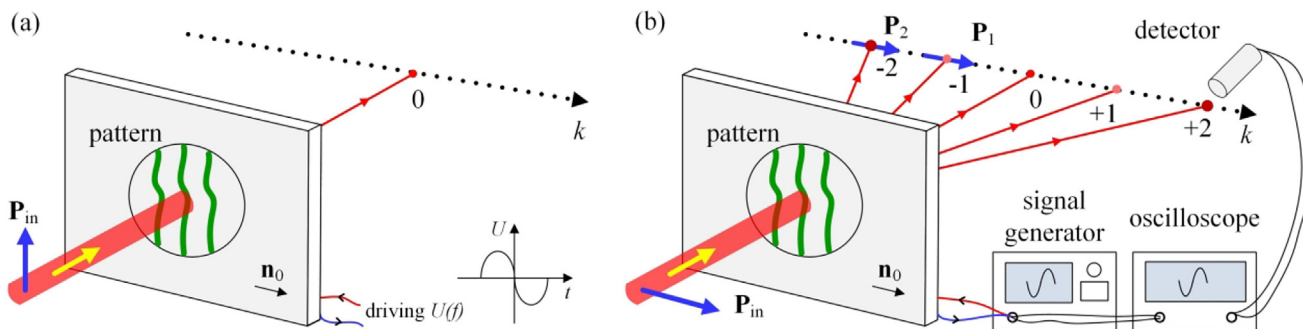 (a)
0
k
pattern
P_in
n_0
U
t
driving U(f)
(b)
P_2
P_1
detector
-2
-1
0
+1
+2
k
pattern
signal
generator
oscilloscope
n_0
P_in